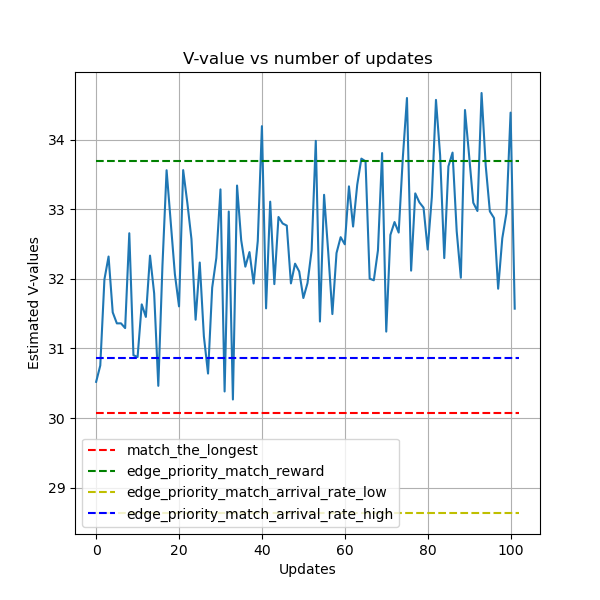 V-value vs number of updates
Estimated V-values
34
33
32
31
30
29
match_the_longest
edge_priority_match_reward
edge_priority_match_arrival_rate_low
edge_priority_match_arrival_rate_high
0
20
40
60
80
100
Updates